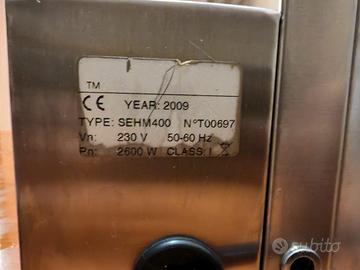 TM
CE YEAR: 2009
TYPE: SEHM400 N°T00697
Vn: 230 V 50-60 Hz
Pn: 2600 W CLASS: I
subito